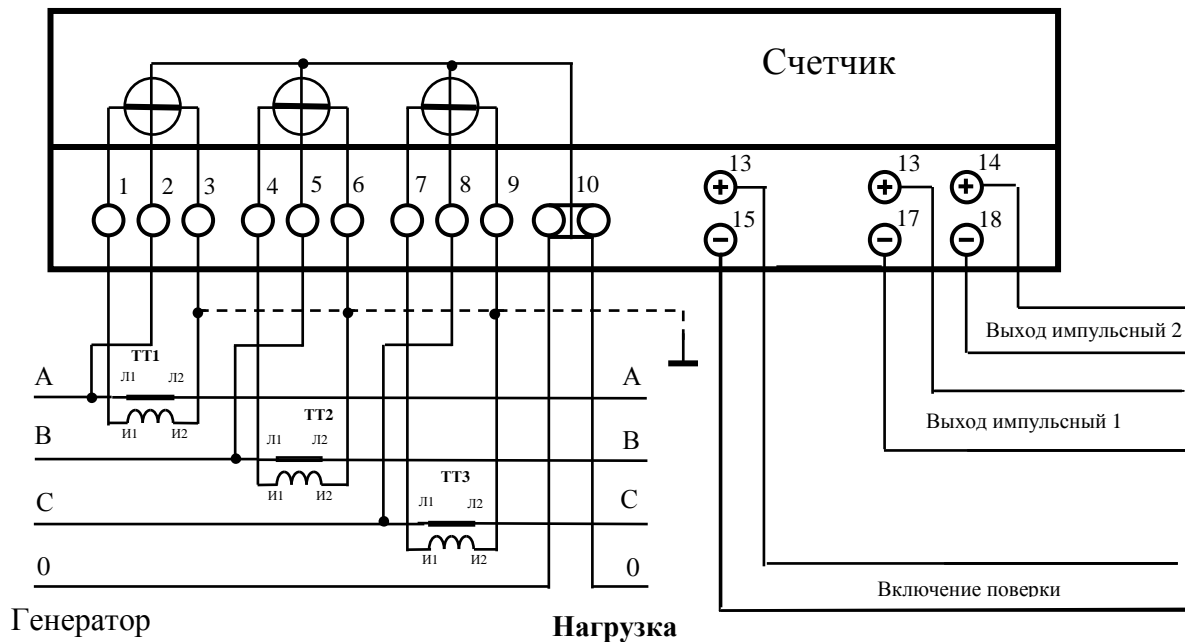 Счетчик
1 2 3 4 5 6 7 8 9 10
13 13 14
15 17 18
Выход импульсный 2
ТТ1
A Л1 Л2 A
И1 И2
Выход импульсный 1
ТТ2
B Л1 Л2 B
И1 И2
ТТ3
C Л1 Л2 C
И1 И2
0 0
Включение поверки
Генератор
Нагрузка